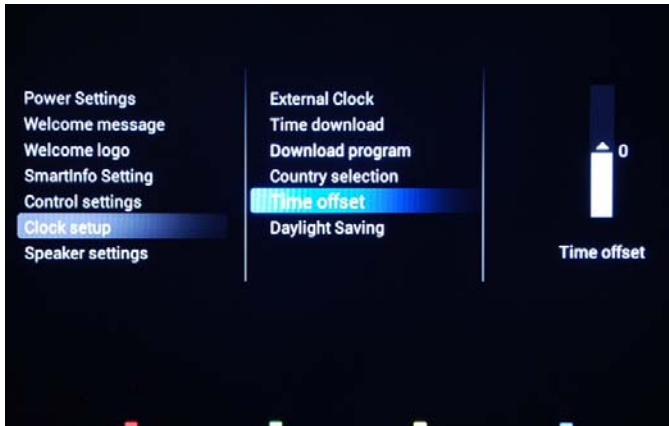 Power Settings
Welcome message
Welcome logo
SmartInfo Setting
Control settings
Clock setup
Speaker settings
External Clock
Time download
Download program
Country selection
Time offset
Daylight Saving
0
Time offset